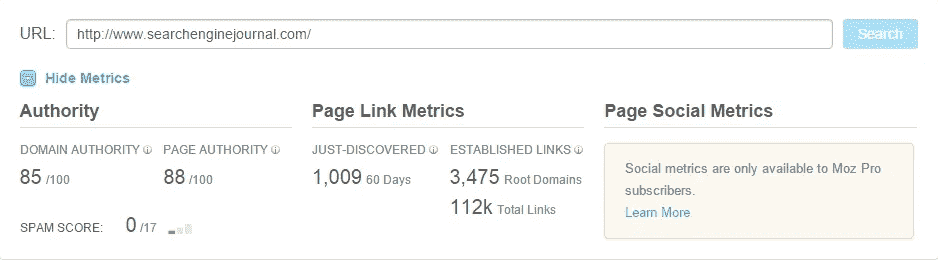 URL: http://www.searchenginejournal.com/ Search
Hide Metrics
Authority
DOMAIN AUTHORITY PAGE AUTHORITY
85 /100 88 /100
SPAM SCORE: 0 /17
Page Link Metrics
JUST-DISCOVERED ESTABLISHED LINKS
1,009 60 Days 3,475 Root Domains
112k Total Links
Page Social Metrics
Social metrics are only available to Moz Pro
subscribers.
Learn More